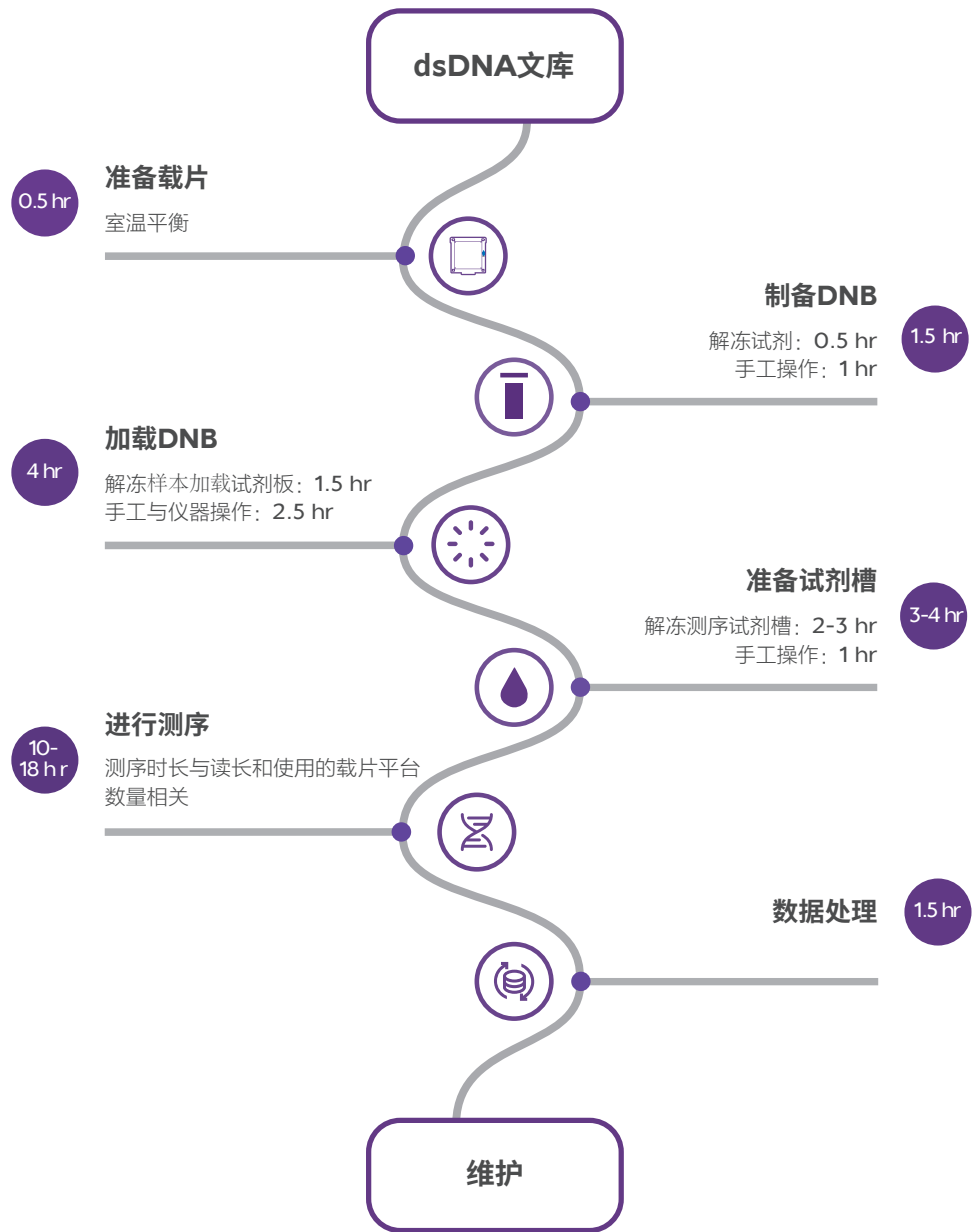 dsDNA文库
0.5 hr
准备载片
室温平衡
制备DNB
解冻试剂：0.5 hr
手工操作：1 hr
1.5 hr
4 hr
加载DNB
解冻样本加载试剂板：1.5 hr
手工与仪器操作：2.5 hr
准备试剂槽
解冻测序试剂槽：2-3 hr
手工操作：1 hr
3-4 hr
10-
18 h r
进行测序
测序时长与读长和使用的载片平台
数量相关
数据处理
1.5 hr
维护